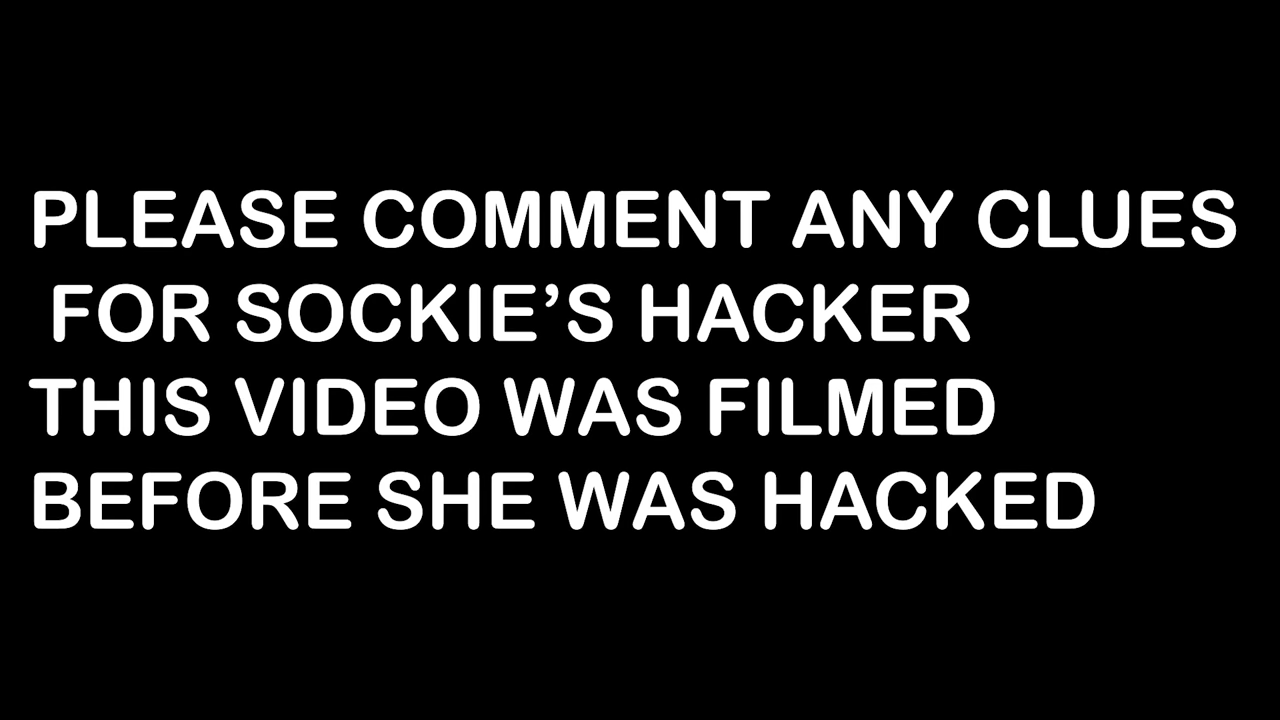 PLEASE COMMENT ANY CLUES
FOR SOCKIE’S HACKER
THIS VIDEO WAS FILMED
BEFORE SHE WAS HACKED